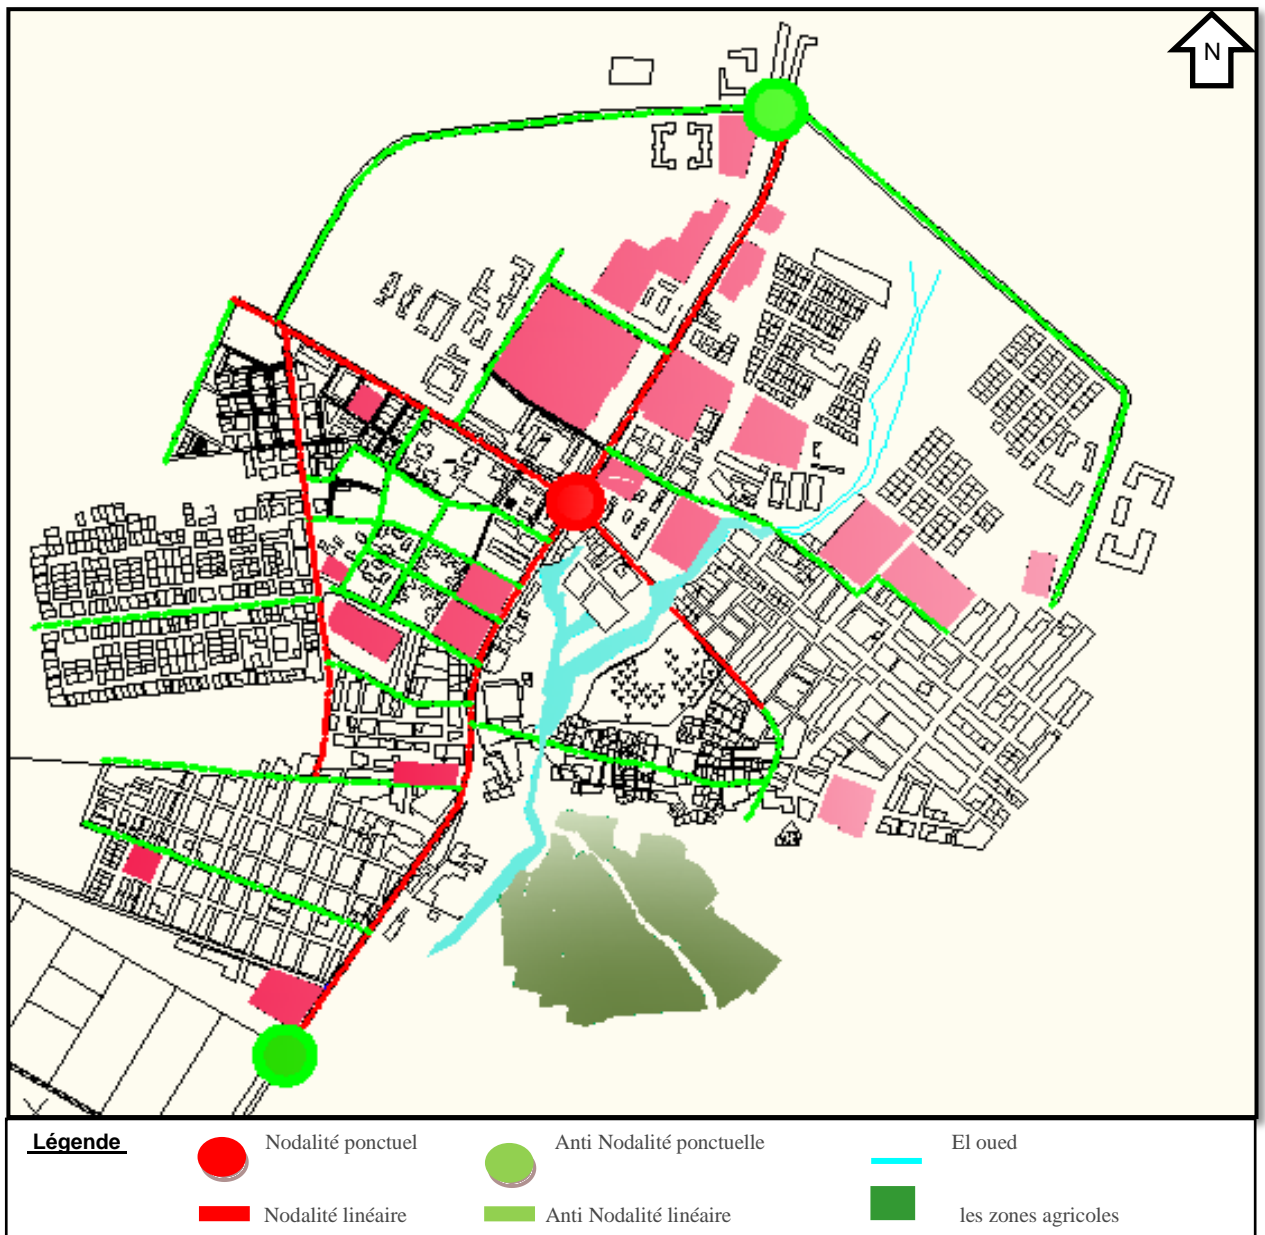 N
Légende
Nodalité ponctuel
Anti Nodalité ponctuelle
El oued
Nodalité linéaire
Anti Nodalité linéaire
les zones agricoles